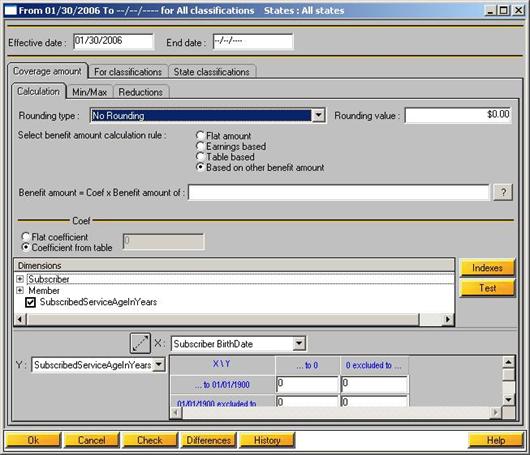 From 01/30/2006 To --/--/---- for All classifications States : All states
Effective date : 01/30/2006 End date : --/--/----
Coverage amount For classifications State classifications
Calculation Min/Max Reductions
Rounding type : No Rounding Rounding value : $0.00
Select benefit amount calculation rule : Flat amount
Earnings based
Table based
Based on other benefit amount
Benefit amount = Coef x Benefit amount of : ?
Coef
Flat coefficient
Coefficient from table 0
Dimensions
Subscriber
Member
SubscribedServiceAgeInYears
Indexes
Test
X : Subscriber BirthDate
Y : SubscribedServiceAgeInYears
X \ Y ... to 0 0 excluded to ...
... to 01/01/1900 0 0
01/01/1900 excluded to 0 0
Ok Cancel Check Differences History Help